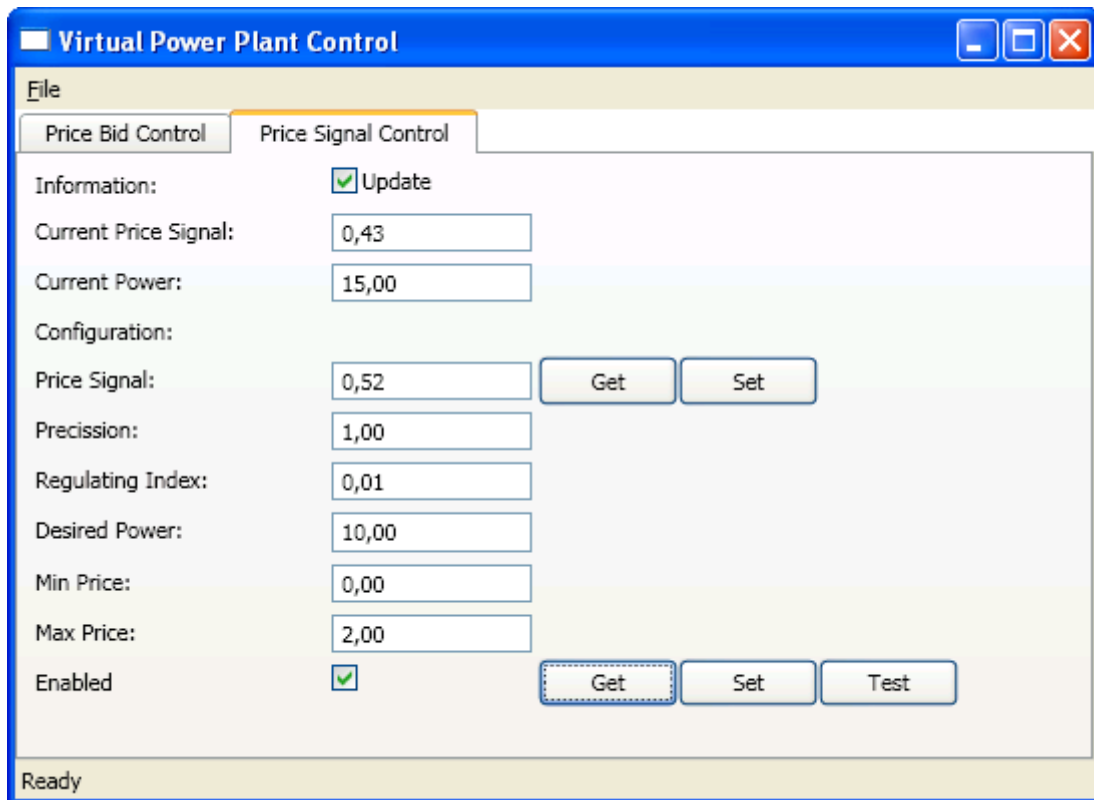 Virtual Power Plant Control
File
Price Bid Control Price Signal Control
Information: Update
Current Price Signal: 0,43
Current Power: 15,00
Configuration:
Price Signal: 0,52 Get Set
Precission: 1,00
Regulating Index: 0,01
Desired Power: 10,00
Min Price: 0,00
Max Price: 2,00
Enabled Get Set Test
Ready